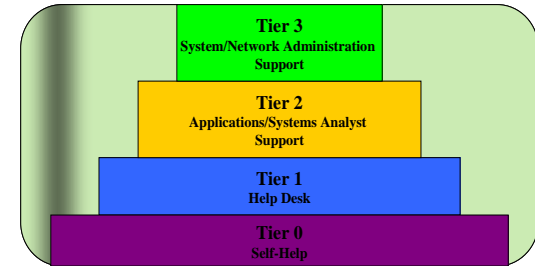 Tier 3
System/Network Administration
Support
Tier 2
Applications/Systems Analyst
Support
Tier 1
Help Desk
Tier 0
Self-Help